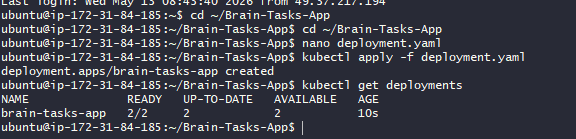 Last login: Wed May 13 08:43:40 2026 from 49.37.217.194
ubuntu@ip-172-31-84-185:~$ cd ~/Brain-Tasks-App
ubuntu@ip-172-31-84-185:~/Brain-Tasks-App$ cd ~/Brain-Tasks-App
ubuntu@ip-172-31-84-185:~/Brain-Tasks-App$ nano deployment.yaml
ubuntu@ip-172-31-84-185:~/Brain-Tasks-App$ kubectl apply -f deployment.yaml
deployment.apps/brain-tasks-app created
ubuntu@ip-172-31-84-185:~/Brain-Tasks-App$ kubectl get deployments
NAME READY UP-TO-DATE AVAILABLE AGE
brain-tasks-app 2/2 2 2 10s
ubuntu@ip-172-31-84-185:~/Brain-Tasks-App$